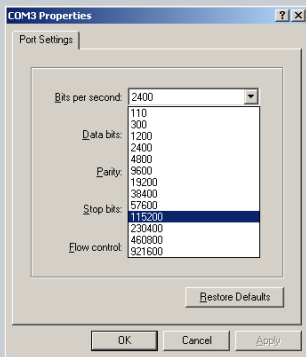 COM3 Properties
Port Settings
Bits per second: 2400
110
300
Data bits:
1200
2400
4800
Parity:
9600
19200
38400
Stop bits:
57600
115200
230400
Flow control:
460800
921600
Restore Defaults
OK Cancel Apply